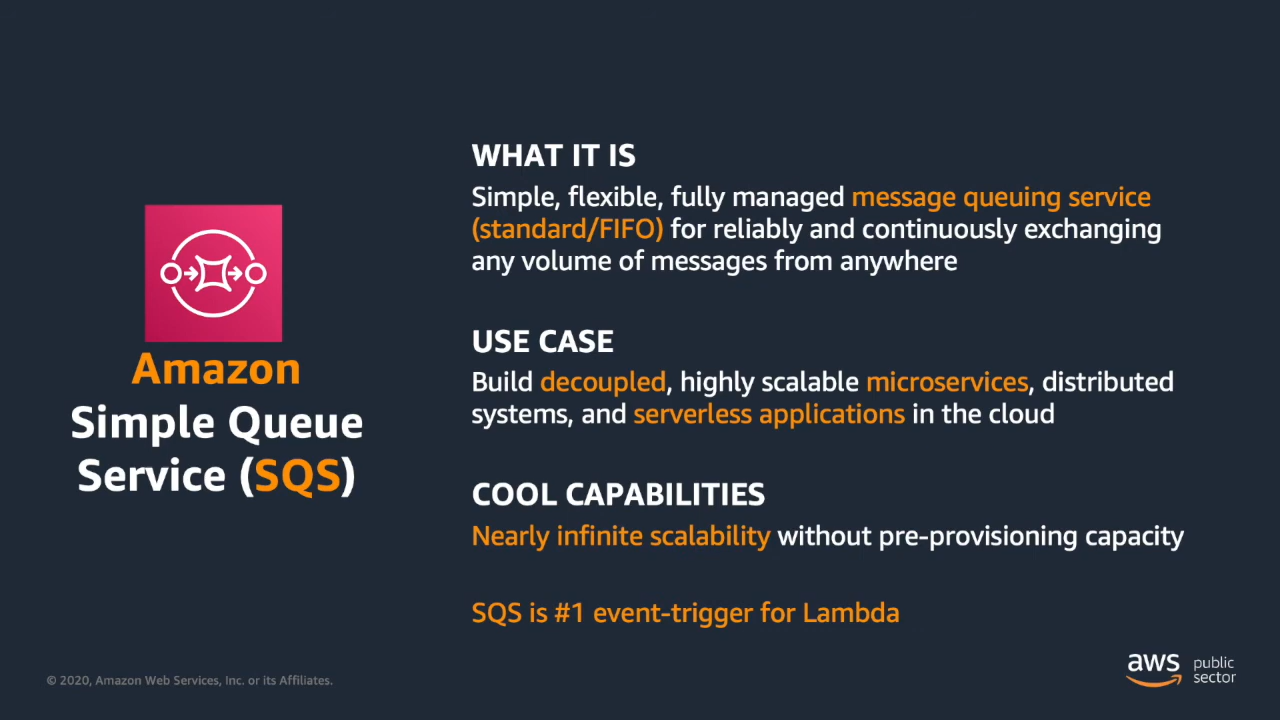 Amazon
Simple Queue
Service (SQS)
WHAT IT IS
Simple, flexible, fully managed message queuing service
(standard/FIFO) for reliably and continuously exchanging
any volume of messages from anywhere
USE CASE
Build decoupled, highly scalable microservices, distributed
systems, and serverless applications in the cloud
COOL CAPABILITIES
Nearly infinite scalability without pre-provisioning capacity
SQS is #1 event-trigger for Lambda
© 2020, Amazon Web Services, Inc. or its Affiliates.
aws public
sector